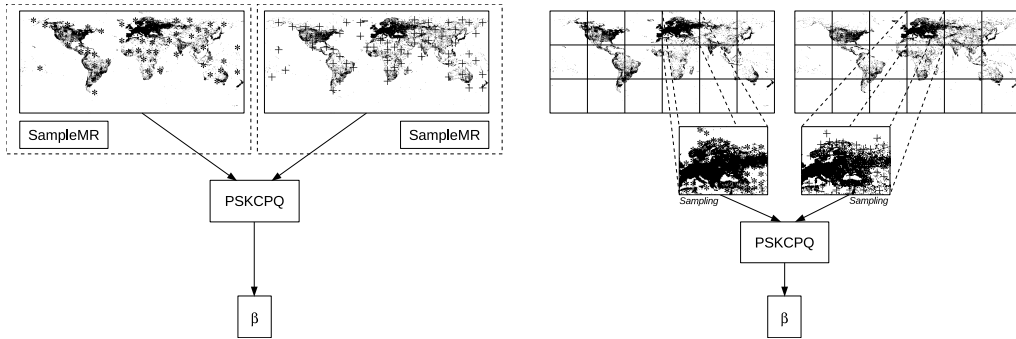 SampleMR
SampleMR
PSKCPQ
β
Sampling
Sampling
PSKCPQ
β